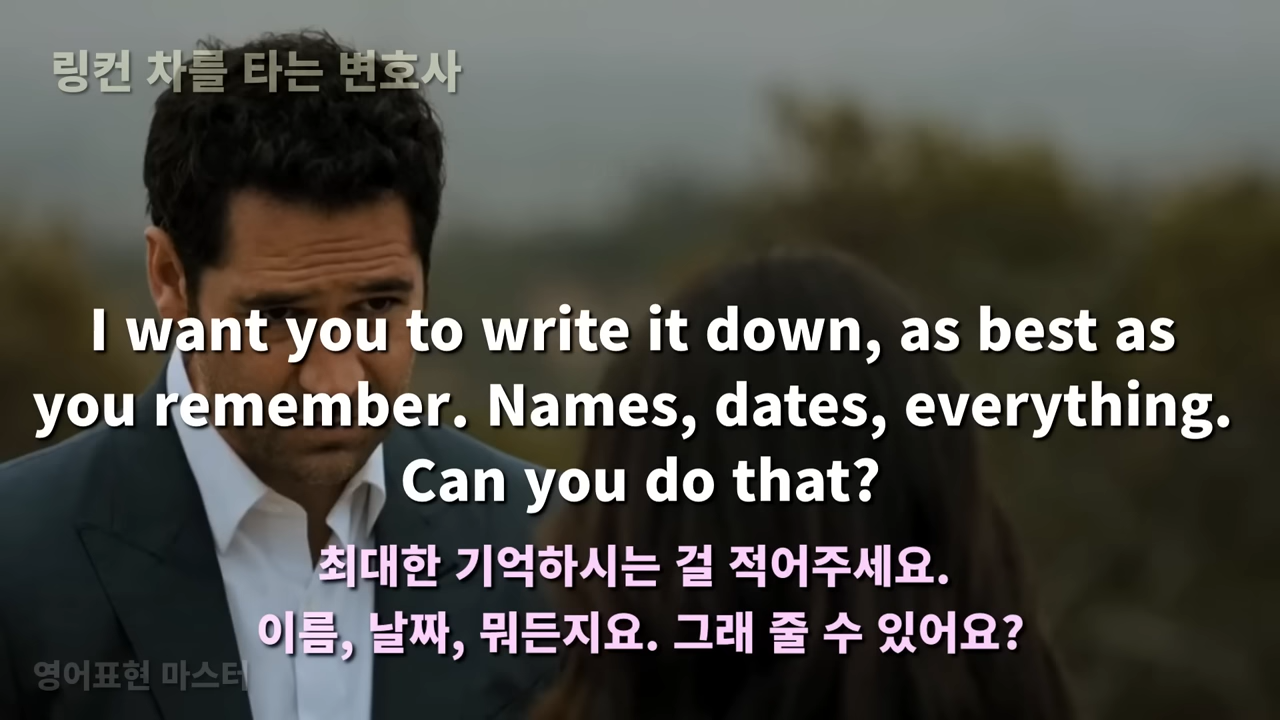 링컨 차를 타는 변호사
I want you to write it down, as best as
you remember. Names, dates, everything.
Can you do that?
최대한 기억하시는 걸 적어주세요.
이름, 날짜, 뭐든지요. 그래 줄 수 있어요?
영어표현 마스터